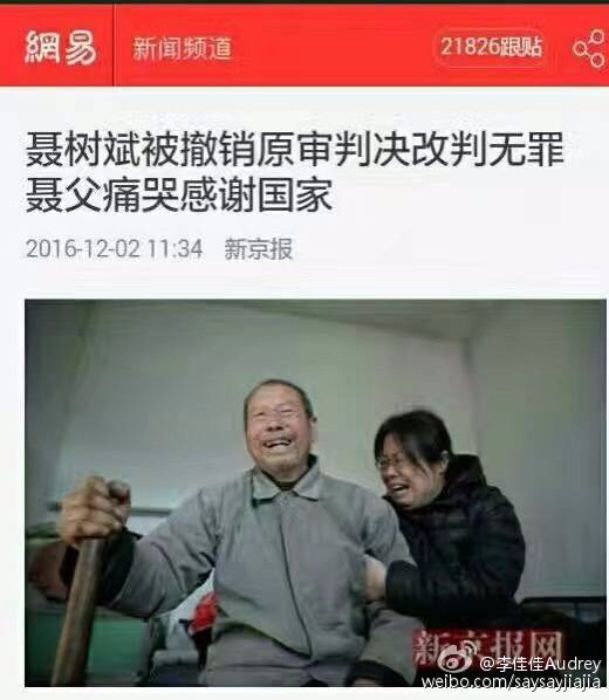 網易
新闻频道
21826跟贴
聂树斌被撤销原审判决改判无罪
聂父痛哭感谢国家
2016-12-02 11:34 新京报
新京报网
@李佳佳Audrey
weibo.com/saysayjiajia